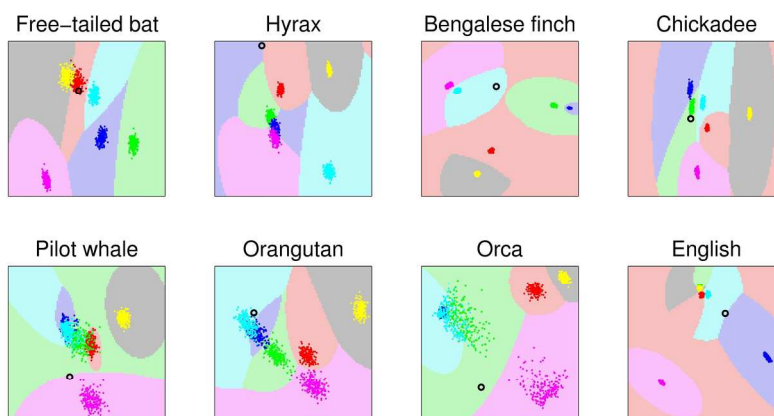 Free−tailed bat
Hyrax
Bengalese finch
Chickadee
Pilot whale
Orangutan
Orca
English